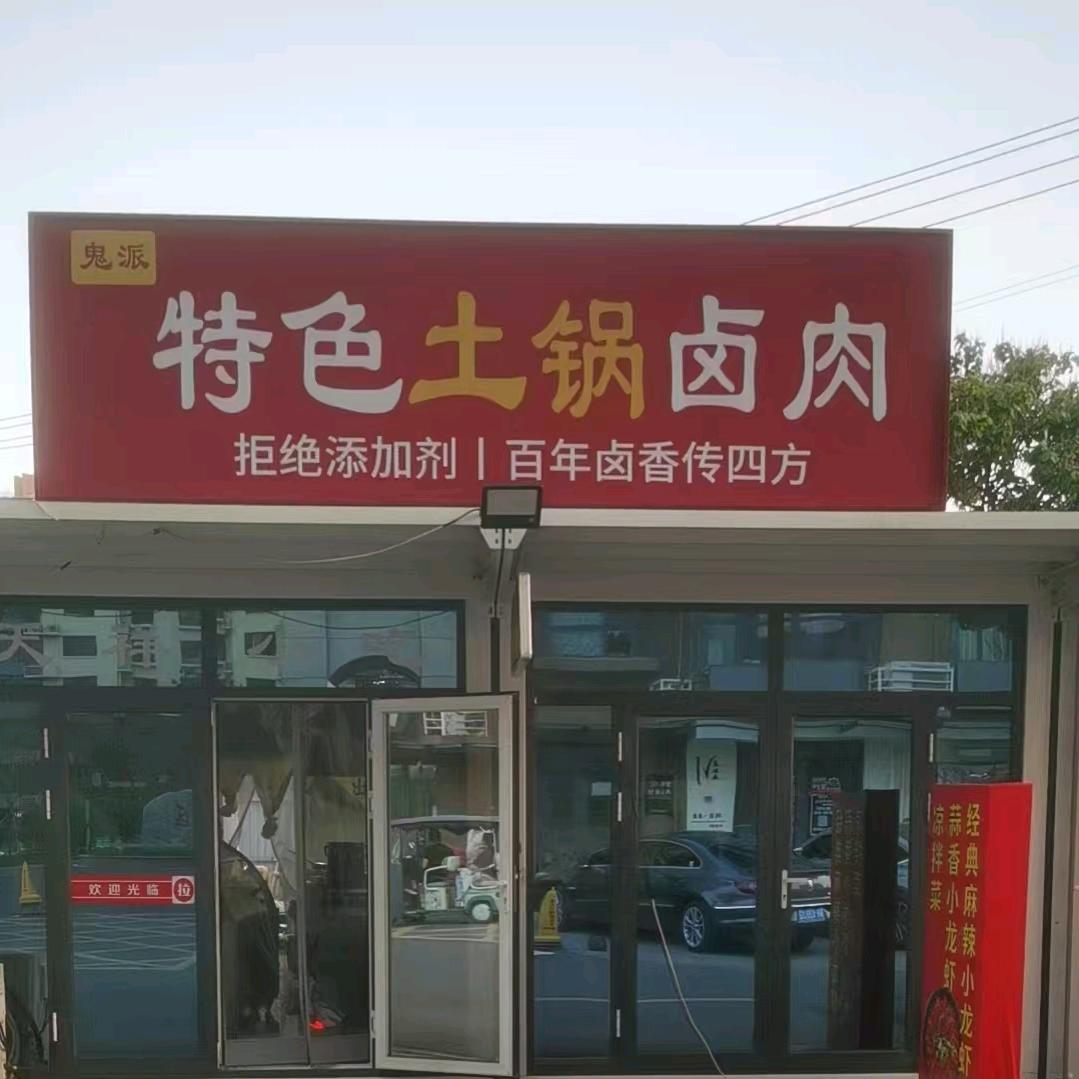 鬼派
特色土锅卤肉
拒绝添加剂|百年卤香传四方
欢迎光临 拉
经典麻辣小龙虾
蒜香小龙虾
凉拌菜